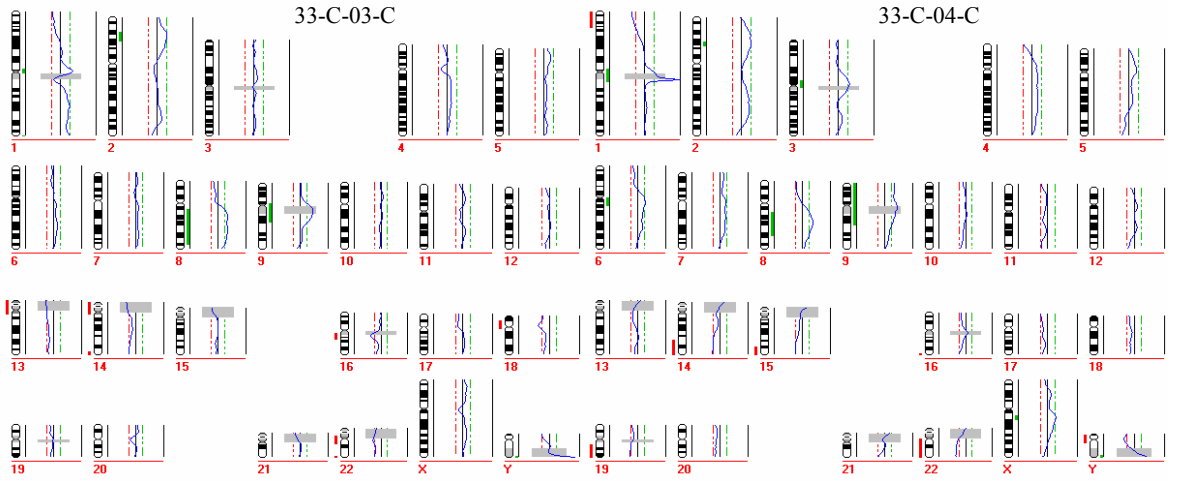 33-C-03-C 33-C-04-C
1 2 3 4 5 1 2 3 4 5
6 7 8 9 10 11 12 6 7 8 9 10 11 12
13 14 15 16 17 18 13 14 15 16 17 18
19 20 21 22 X Y 19 20 21 22 X Y